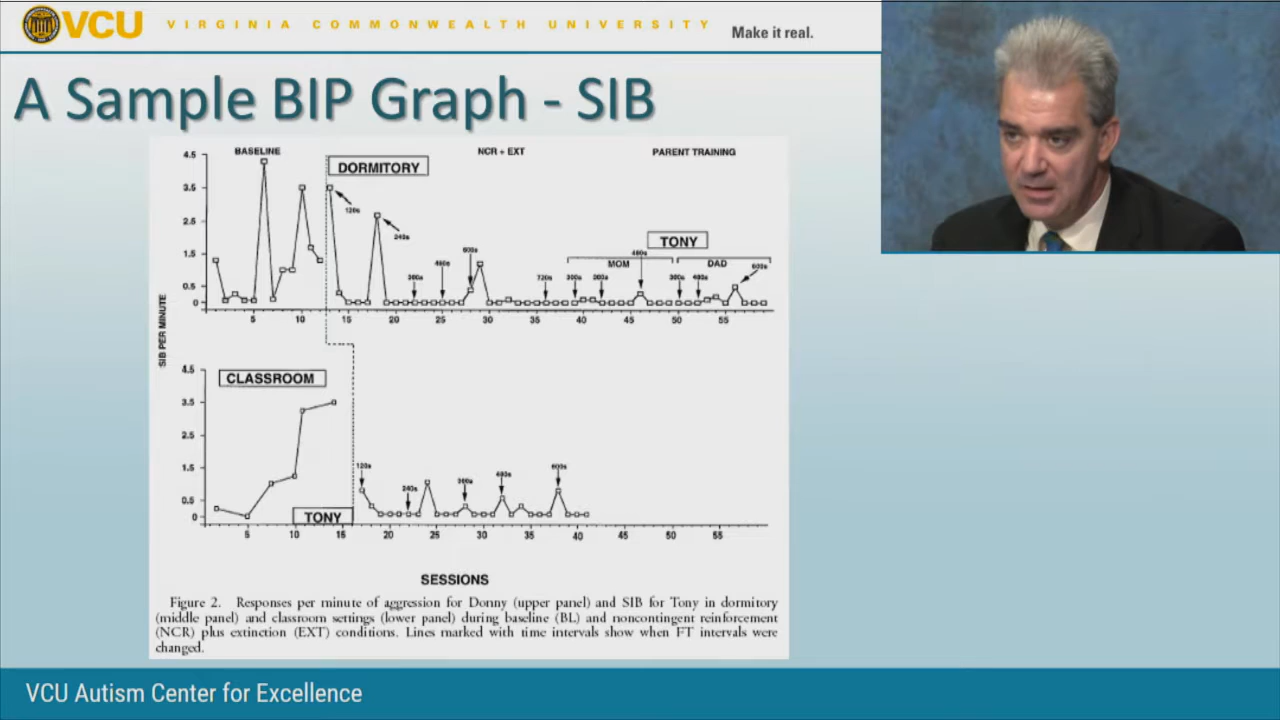 VCU VIRGINIA COMMONWEALTH UNIVERSITY Make it real.
A Sample BIP Graph - SIB
BASELINE NCR + EXT PARENT TRAINING
DORMITORY
TONY
MOM DAD
120s 240s 300s 480s 600s 720s 300s 300s 480s 300s 480s 600s
4.5
3.5
2.5
1.5
0.5
0
5 10 15 20 25 30 35 40 45 50 55
SIB PER MINUTE
CLASSROOM
TONY
4.5
3.5
2.5
1.5
0.5
0
120s 240s 360s 480s 600s
5 10 15 20 25 30 35 40 45 50 55
SESSIONS
Figure 2. Responses per minute of aggression for Donny (upper panel) and SIB for Tony in dormitory
(middle panel) and classroom settings (lower panel) during baseline (BL) and noncontingent reinforcement
(NCR) plus extinction (EXT) conditions. Lines marked with time intervals show when FT intervals were
changed.
VCU Autism Center for Excellence